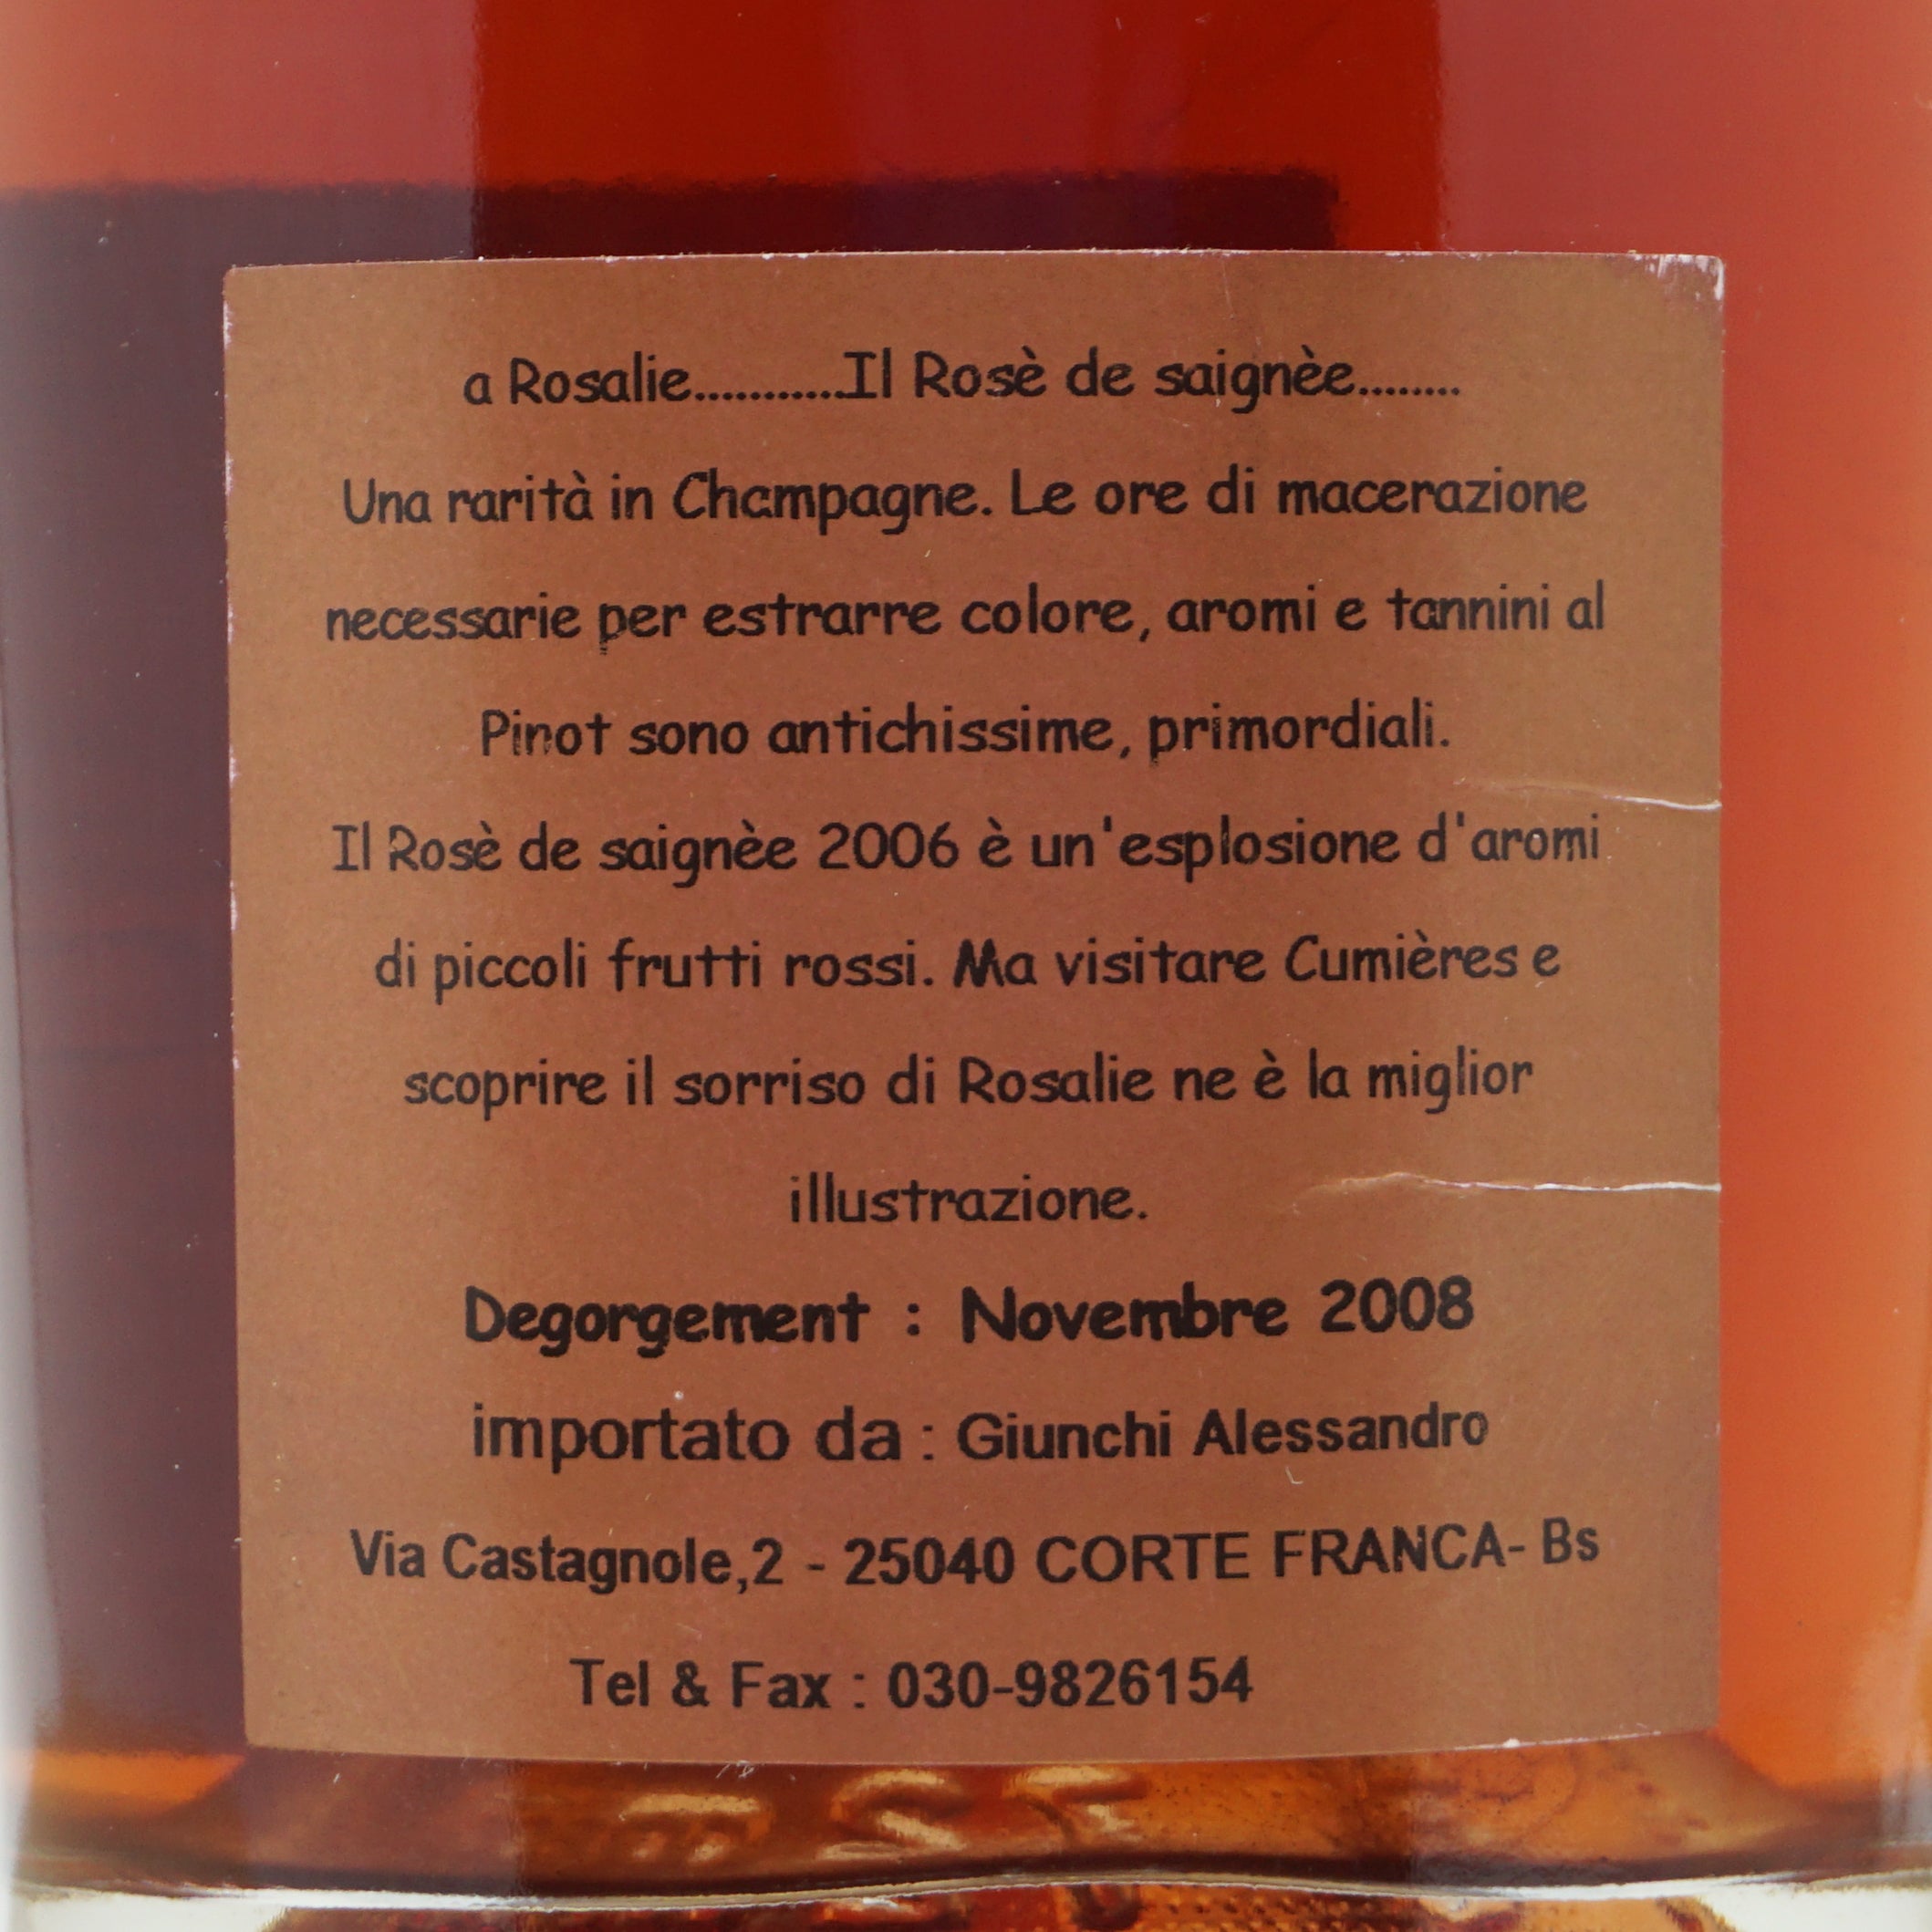 a Rosalie...........Il Rosè de saignèe........
Una rarità in Champagne. Le ore di macerazione
necessarie per estrarre colore, aromi e tannini al
Pinot sono antichissime, primordiali.
Il Rosè de saignèe 2006 è un'esplosione d'aromi
di piccoli frutti rossi. Ma visitare Cumières e
scoprire il sorriso di Rosalie ne è la miglior
illustrazione.
Degorgement : Novembre 2008
importato da : Giunchi Alessandro
Via Castagnole,2 - 25040 CORTE FRANCA- Bs
Tel & Fax : 030-9826154